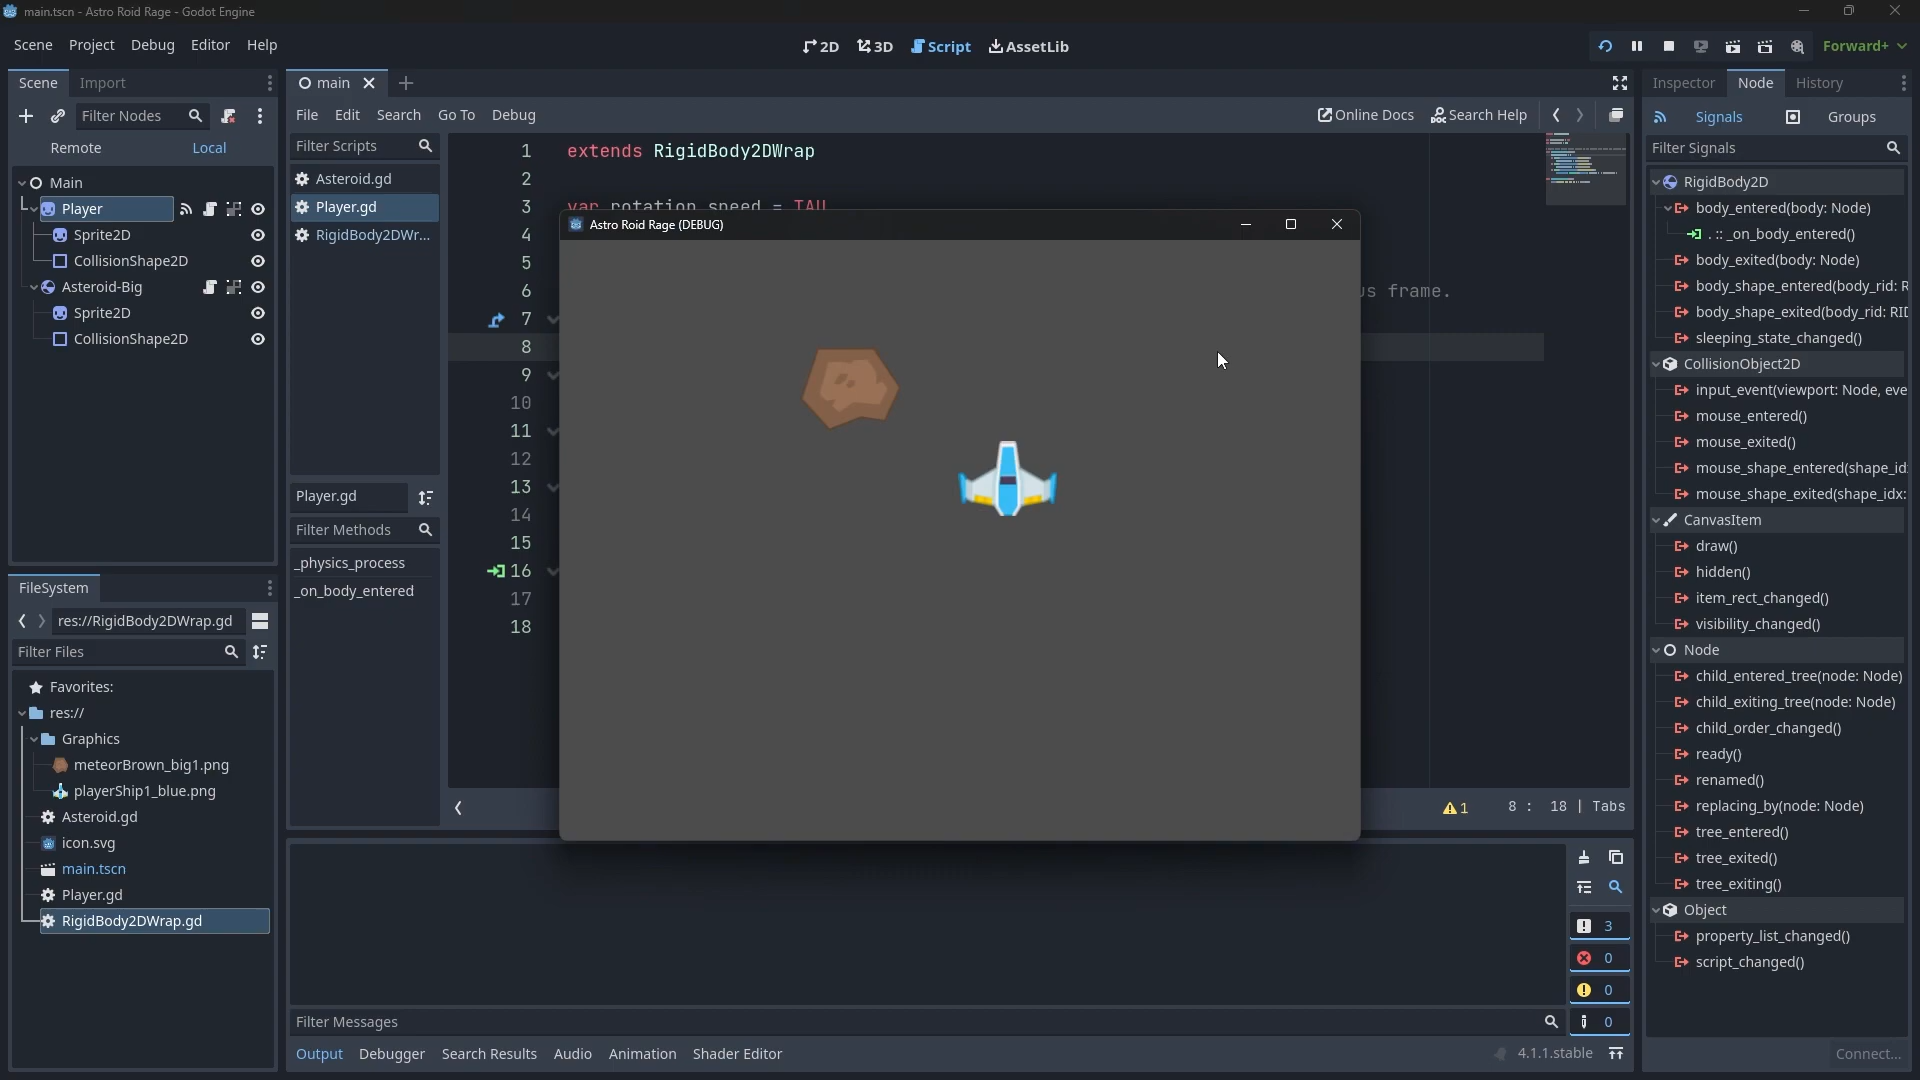 main.tscn - Astro Roid Rage - Godot Engine
Scene Project Debug Editor Help
2D 3D Script AssetLib
Forward+
Scene Import
main
Inspector Node History
Filter Nodes
File Edit Search Go To Debug
Online Docs Search Help
Signals Groups
Remote Local
Filter Scripts
Filter Signals
Main
Player
Sprite2D
CollisionShape2D
Asteroid-Big
Sprite2D
CollisionShape2D
Asteroid.gd
Player.gd
RigidBody2DWr...
Player.gd
Filter Methods
_physics_process
_on_body_entered
1 extends RigidBody2DWrap
2
3 var rotation_speed = TAU
4
5
6 us frame.
7
8
9
10
11
12
13
14
15
16
17
18
Astro Roid Rage (DEBUG)
1 8 : 18 | Tabs
RigidBody2D
body_entered(body: Node)
. :: _on_body_entered()
body_exited(body: Node)
body_shape_entered(body_rid: R
body_shape_exited(body_rid: RID
sleeping_state_changed()
CollisionObject2D
input_event(viewport: Node, eve
mouse_entered()
mouse_exited()
mouse_shape_entered(shape_id
mouse_shape_exited(shape_idx:
CanvasItem
draw()
hidden()
item_rect_changed()
visibility_changed()
Node
child_entered_tree(node: Node)
child_exiting_tree(node: Node)
child_order_changed()
ready()
renamed()
replacing_by(node: Node)
tree_entered()
tree_exited()
tree_exiting()
Object
property_list_changed()
script_changed()
Connect...
FileSystem
res://RigidBody2DWrap.gd
Filter Files
Favorites:
res://
Graphics
meteorBrown_big1.png
playerShip1_blue.png
Asteroid.gd
icon.svg
main.tscn
Player.gd
RigidBody2DWrap.gd
3
0
0
0
Filter Messages
Output Debugger Search Results Audio Animation Shader Editor
4.1.1.stable